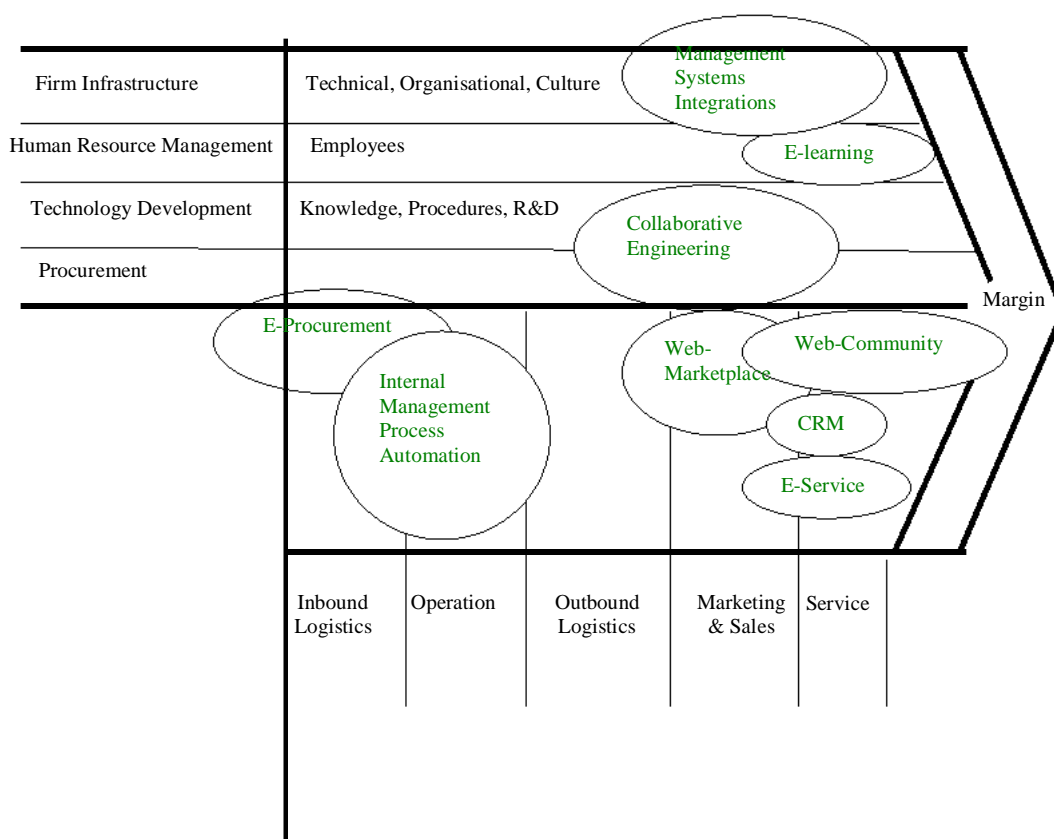 Management
Systems
Integrations
Firm Infrastructure
Technical, Organisational, Culture
Human Resource Management
Employees
E-learning
Technology Development
Knowledge, Procedures, R&D
Collaborative
Engineering
Procurement
Margin
E-Procurement
Web-
Marketplace
Web-Community
Internal
Management
Process
Automation
CRM
E-Service
Inbound
Logistics
Operation
Outbound
Logistics
Marketing
& Sales
Service